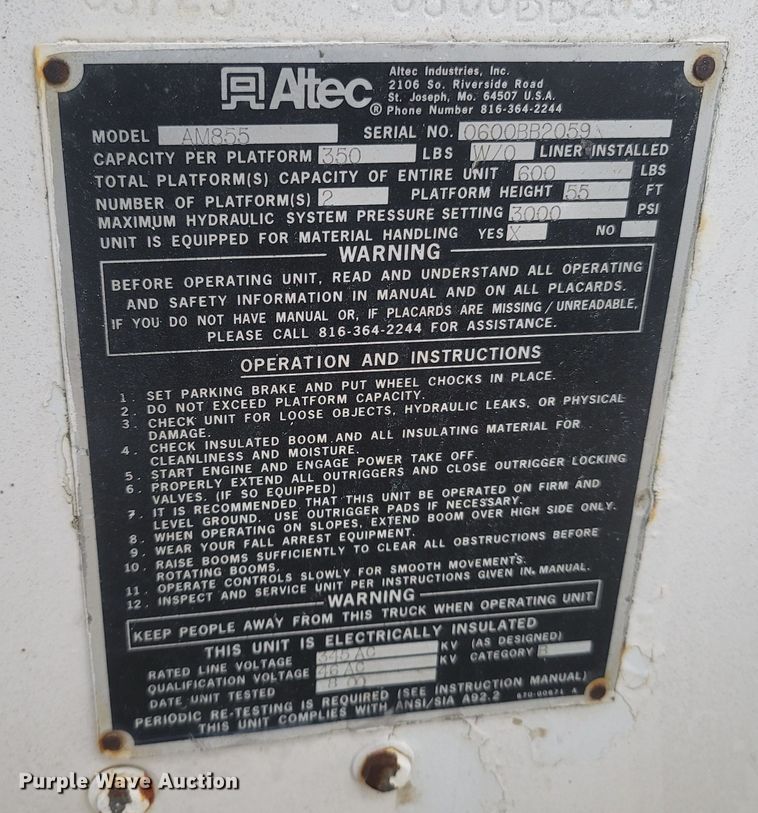 0600BB2059
Altec
®
Altec Industries, Inc.
2106 So. Riverside Road
St. Joseph, Mo. 64507 U.S.A.
Phone Number 816-364-2244
MODEL AM855 SERIAL NO. 0600BB2059
CAPACITY PER PLATFORM 350 LBS W/O LINER INSTALLED
TOTAL PLATFORM(S) CAPACITY OF ENTIRE UNIT 600 LBS
NUMBER OF PLATFORM(S) 2 PLATFORM HEIGHT 55 FT
MAXIMUM HYDRAULIC SYSTEM PRESSURE SETTING 3000 PSI
UNIT IS EQUIPPED FOR MATERIAL HANDLING YES X NO
WARNING
BEFORE OPERATING UNIT, READ AND UNDERSTAND ALL OPERATING
AND SAFETY INFORMATION IN MANUAL AND ON ALL PLACARDS.
IF YOU DO NOT HAVE MANUAL OR, IF PLACARDS ARE MISSING/UNREADABLE,
PLEASE CALL 816-364-2244 FOR ASSISTANCE.
OPERATION AND INSTRUCTIONS
1. SET PARKING BRAKE AND PUT WHEEL CHOCKS IN PLACE.
2. DO NOT EXCEED PLATFORM CAPACITY.
3. CHECK UNIT FOR LOOSE OBJECTS, HYDRAULIC LEAKS, OR PHYSICAL
DAMAGE.
4. CHECK INSULATED BOOM AND ALL INSULATING MATERIAL FOR
CLEANLINESS AND MOISTURE.
5. START ENGINE AND ENGAGE POWER TAKE OFF.
6. PROPERLY EXTEND ALL OUTRIGGERS AND CLOSE OUTRIGGER LOCKING
VALVES. (IF SO EQUIPPED)
7. IT IS RECOMMENDED THAT THIS UNIT BE OPERATED ON FIRM AND
LEVEL GROUND. USE OUTRIGGER PADS IF NECESSARY.
8. WHEN OPERATING ON SLOPES, EXTEND BOOM OVER HIGH SIDE ONLY.
9. WEAR YOUR FALL ARREST EQUIPMENT.
10. RAISE BOOMS SUFFICIENTLY TO CLEAR ALL OBSTRUCTIONS BEFORE
ROTATING BOOMS.
11. OPERATE CONTROLS SLOWLY FOR SMOOTH MOVEMENTS.
12. INSPECT AND SERVICE UNIT PER INSTRUCTIONS GIVEN IN MANUAL.
WARNING
KEEP PEOPLE AWAY FROM THIS TRUCK WHEN OPERATING UNIT
THIS UNIT IS ELECTRICALLY INSULATED
RATED LINE VOLTAGE 345AC KV (AS DESIGNED)
QUALIFICATION VOLTAGE 46AC KV CATEGORY B
DATE UNIT TESTED 8 00
PERIODIC RE-TESTING IS REQUIRED (SEE INSTRUCTION MANUAL)
THIS UNIT COMPLIES WITH ANSI/SIA A92.2 670-00671 A
Purple Wave Auction